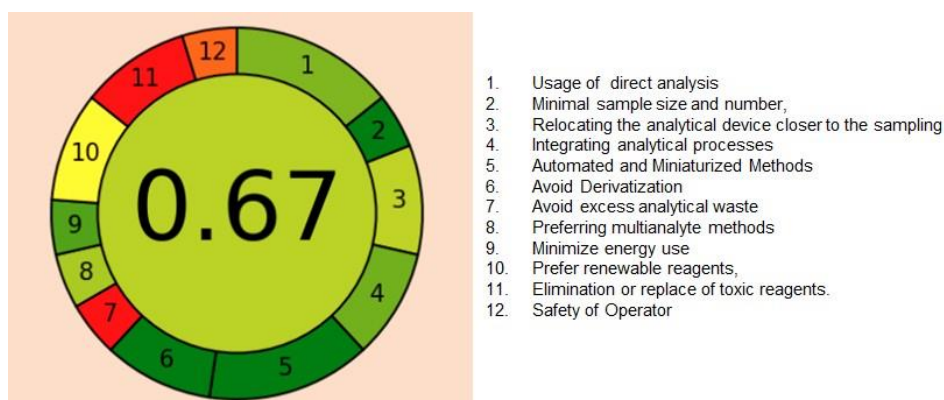 12
1
11
2
10
0.67
3
9
8
4
7
6
5
1. Usage of direct analysis
2. Minimal sample size and number,
3. Relocating the analytical device closer to the sampling
4. Integrating analytical processes
5. Automated and Miniaturized Methods
6. Avoid Derivatization
7. Avoid excess analytical waste
8. Preferring multianalyte methods
9. Minimize energy use
10. Prefer renewable reagents,
11. Elimination or replace of toxic reagents.
12. Safety of Operator